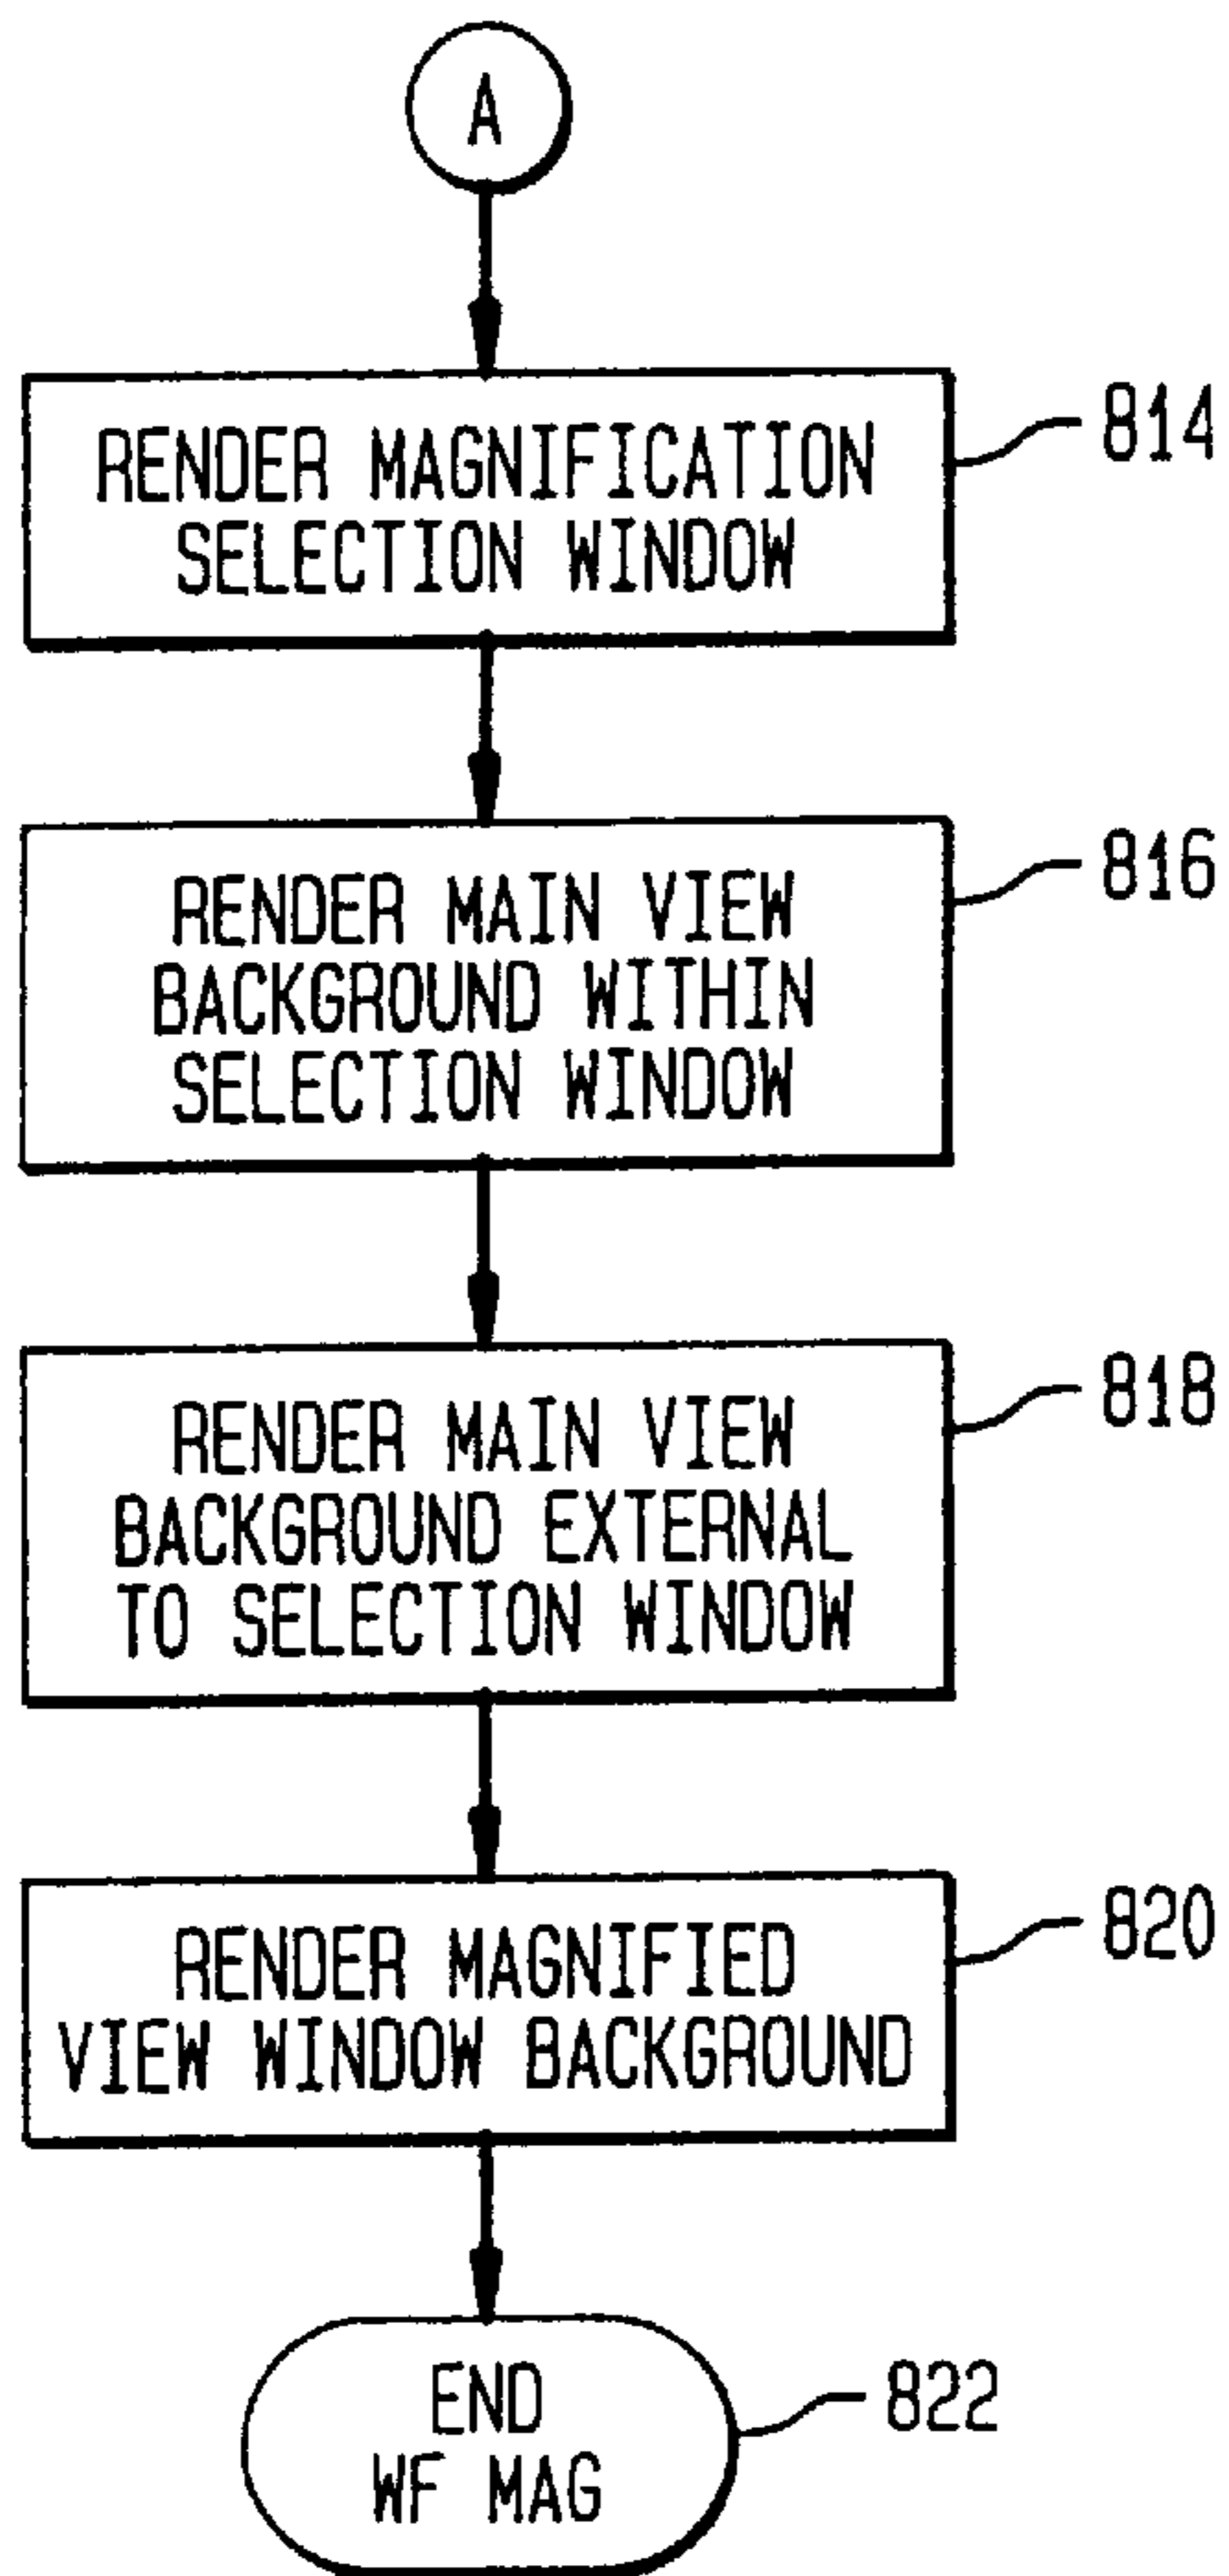 A
RENDER MAGNIFICATION
SELECTION WINDOW
814
RENDER MAIN VIEW
BACKGROUND WITHIN
SELECTION WINDOW
816
RENDER MAIN VIEW
BACKGROUND EXTERNAL
TO SELECTION WINDOW
818
RENDER MAGNIFIED
VIEW WINDOW BACKGROUND
820
END
WF MAG
822